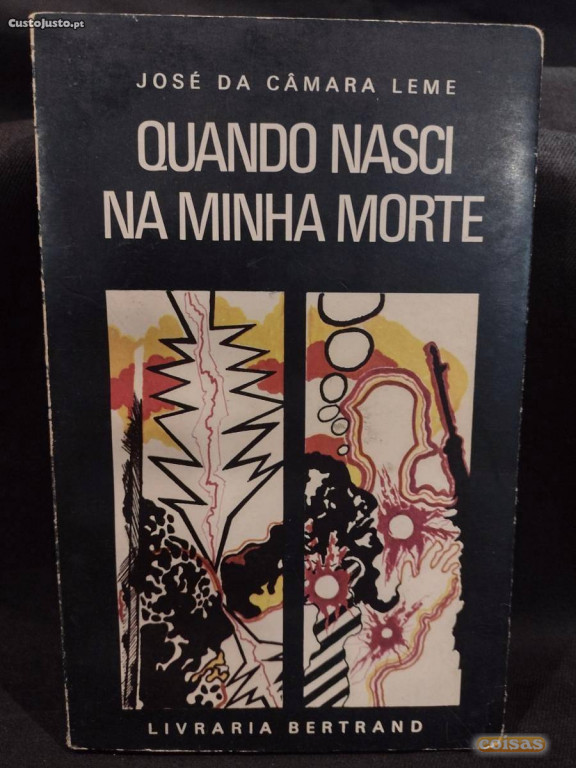 CustoJusto.pt
JOSÉ DA CÂMARA LEME
QUANDO NASCI
NA MINHA MORTE
LIVRARIA BERTRAND
coisas